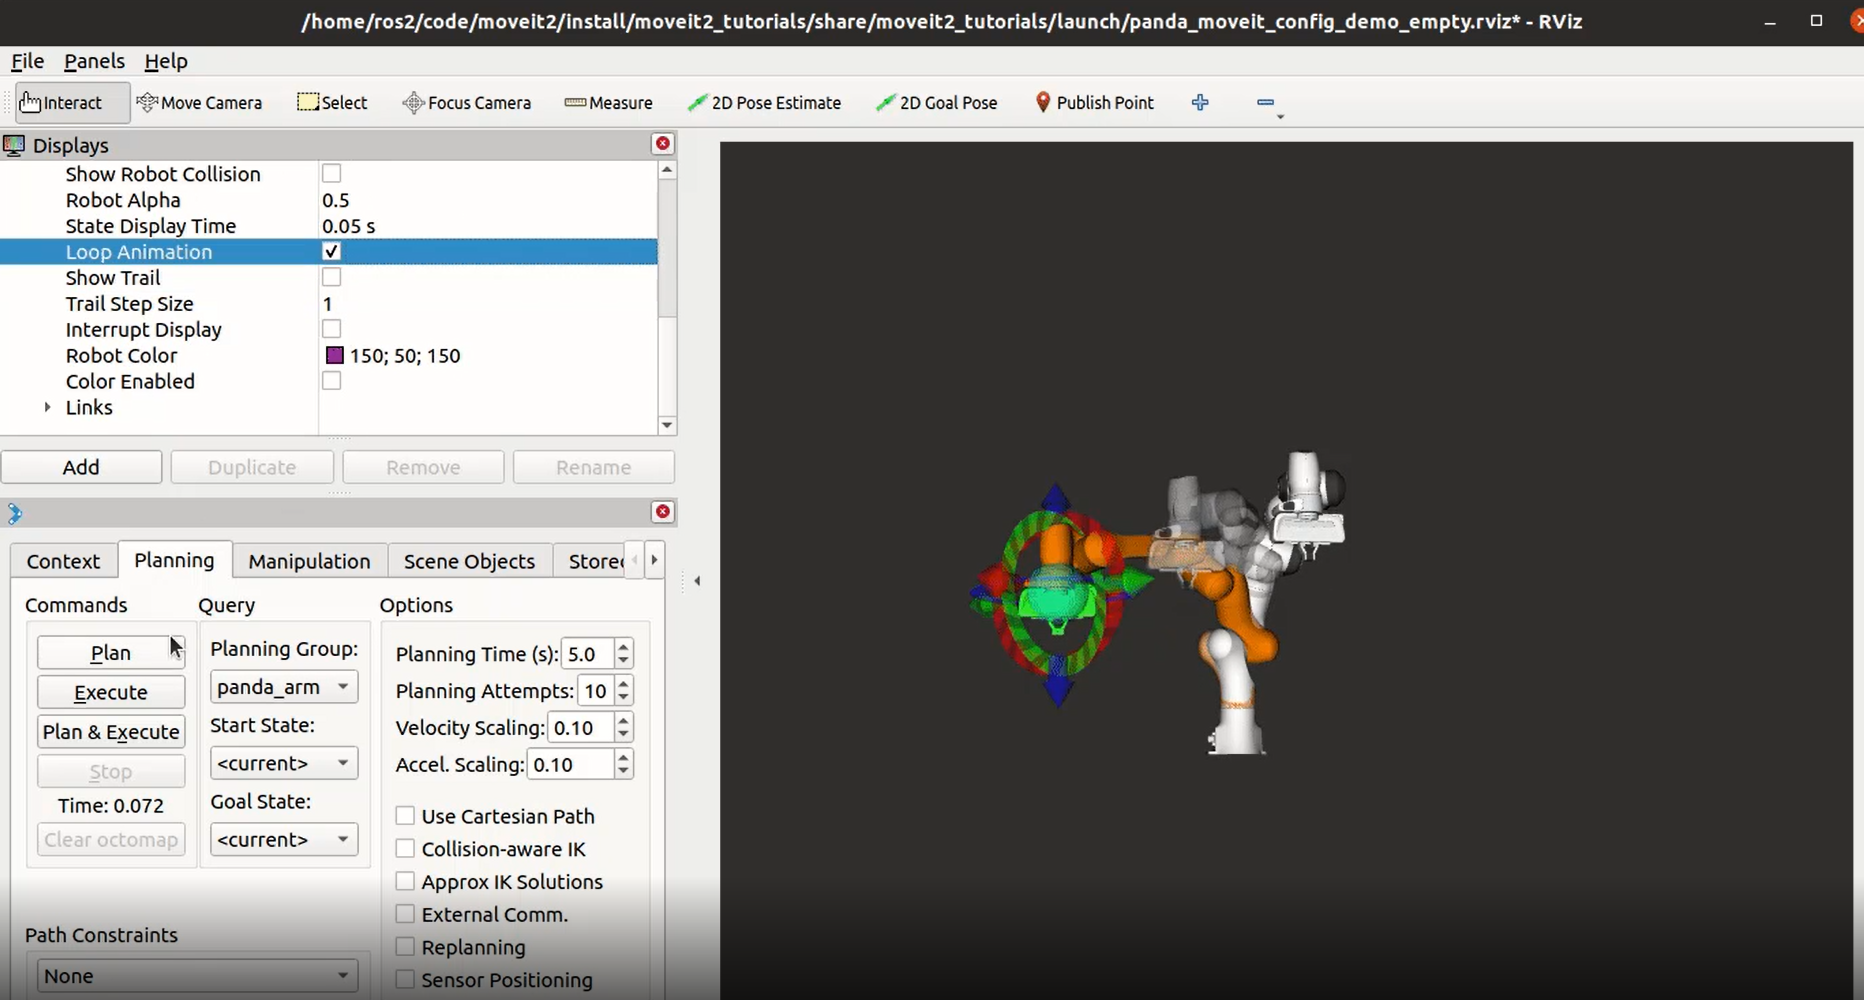 /home/ros2/code/moveit2/install/moveit2_tutorials/share/moveit2_tutorials/launch/panda_moveit_config_demo_empty.rviz* - RViz
File Panels Help
Interact Move Camera Select Focus Camera Measure 2D Pose Estimate 2D Goal Pose Publish Point
Displays
Show Robot Collision
Robot Alpha 0.5
State Display Time 0.05 s
Loop Animation
Show Trail
Trail Step Size 1
Interrupt Display
Robot Color 150; 50; 150
Color Enabled
Links
Add Duplicate Remove Rename
Context Planning Manipulation Scene Objects Stored
Commands
Plan
Execute
Plan & Execute
Stop
Time: 0.072
Clear octomap
Query
Planning Group:
panda_arm
Start State:
<current>
Goal State:
<current>
Options
Planning Time (s): 5.0
Planning Attempts: 10
Velocity Scaling: 0.10
Accel. Scaling: 0.10
Use Cartesian Path
Collision-aware IK
Approx IK Solutions
External Comm.
Replanning
Sensor Positioning
Path Constraints
None